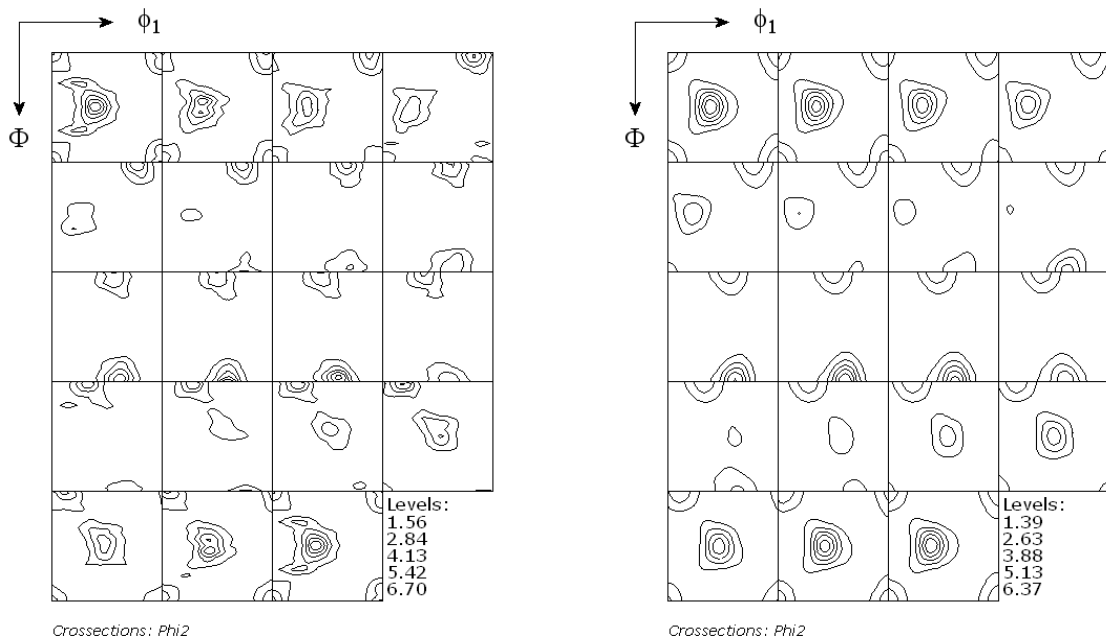 ϕ₁
Φ
Levels:
1.56
2.84
4.13
5.42
6.70
Crossections: Phi2
ϕ₁
Φ
Levels:
1.39
2.63
3.88
5.13
6.37
Crossections: Phi2